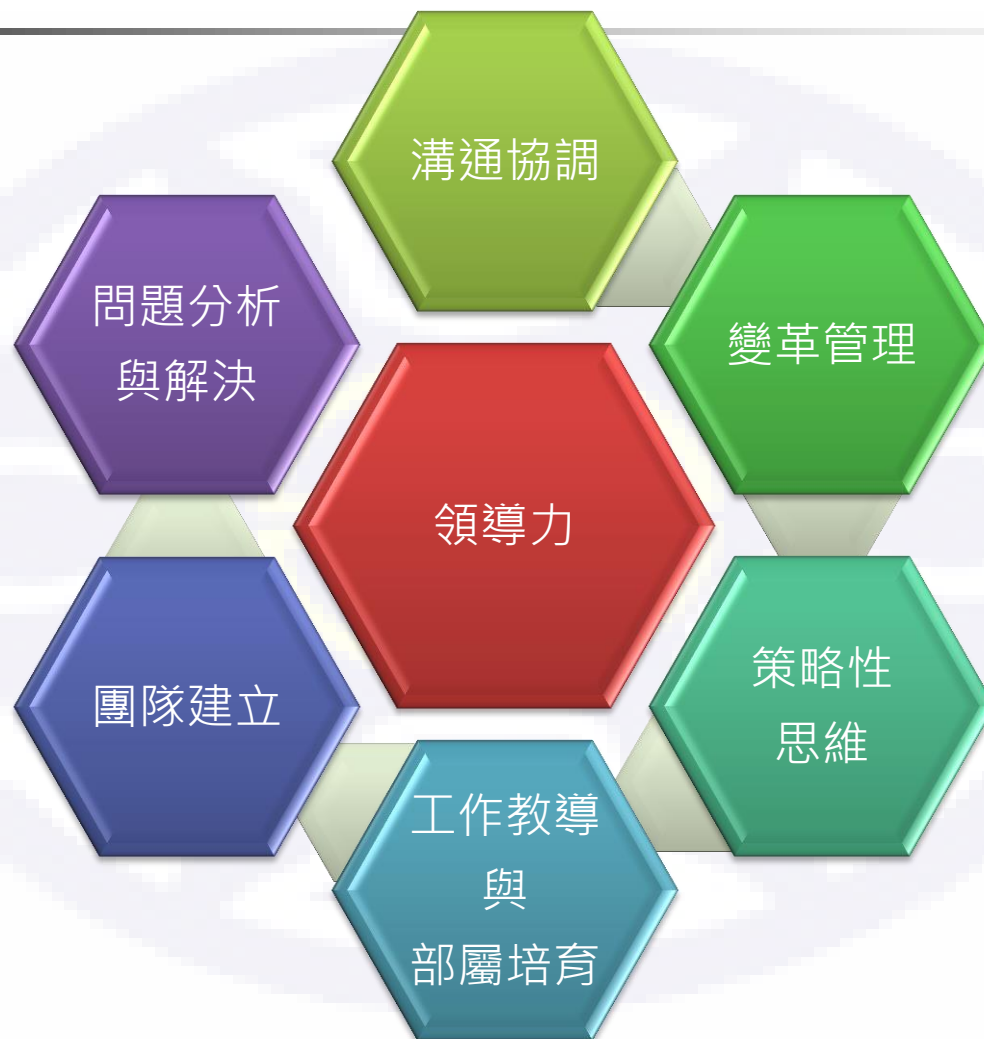 溝通協調
問題分析
與解決
變革管理
領導力
團隊建立
策略性
思維
工作教導
與
部屬培育